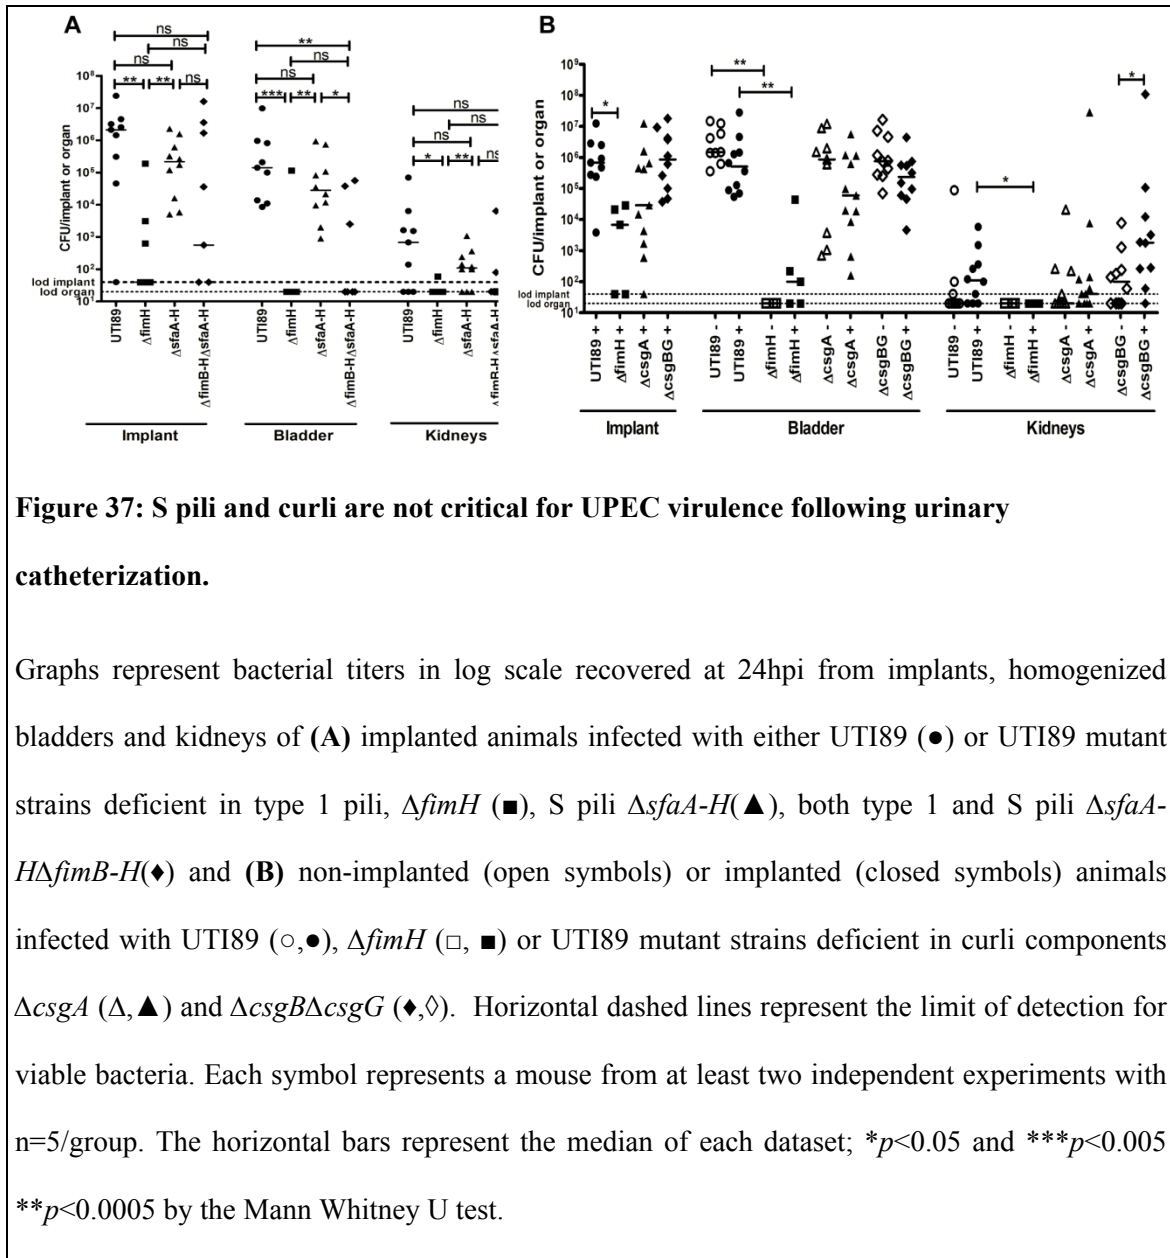 A
ns
ns
ns
** ** ns
**
ns
ns
*** ** *
ns
ns
ns
* ** ns
CFU/implant or organ
10⁸
10⁷
10⁶
10⁵
10⁴
10³
10²
lod implant
lod organ
10¹
UTI89
ΔfimH
ΔsfaA-H
ΔfimB-HΔsfaA-H
UTI89
ΔfimH
ΔsfaA-H
ΔfimB-HΔsfaA-H
UTI89
ΔfimH
ΔsfaA-H
ΔfimB-HΔsfaA-H
Implant
Bladder
Kidneys
B
*
**
**
*
*
CFU/implant or organ
10⁹
10⁸
10⁷
10⁶
10⁵
10⁴
10³
10²
lod implant
lod organ
10¹
UTI89 +
ΔfimH +
ΔcsgA +
ΔcsgBG +
UTI89 -
UTI89 +
ΔfimH -
ΔfimH +
ΔcsgA -
ΔcsgA +
ΔcsgBG -
ΔcsgBG +
UTI89 -
UTI89 +
ΔfimH -
ΔfimH +
ΔcsgA -
ΔcsgA +
ΔcsgBG -
ΔcsgBG +
Implant
Bladder
Kidneys
Figure 37: S pili and curli are not critical for UPEC virulence following urinary
catheterization.
Graphs represent bacterial titers in log scale recovered at 24hpi from implants, homogenized
bladders and kidneys of (A) implanted animals infected with either UTI89 (●) or UTI89 mutant
strains deficient in type 1 pili, ΔfimH (■), S pili ΔsfaA-H(▲), both type 1 and S pili ΔsfaA-
HΔfimB-H(♦) and (B) non-implanted (open symbols) or implanted (closed symbols) animals
infected with UTI89 (○,●), ΔfimH (□, ■) or UTI89 mutant strains deficient in curli components
ΔcsgA (Δ,▲) and ΔcsgBΔcsgG (♦,◊). Horizontal dashed lines represent the limit of detection for
viable bacteria. Each symbol represents a mouse from at least two independent experiments with
n=5/group. The horizontal bars represent the median of each dataset; *p<0.05 and ***p<0.005
**p<0.0005 by the Mann Whitney U test.